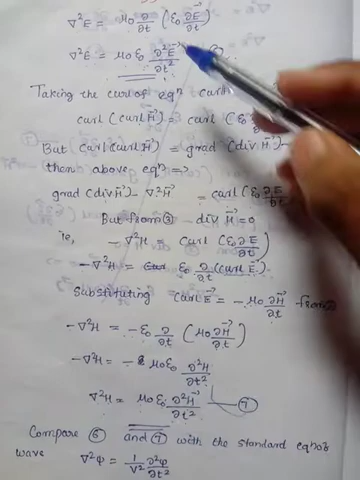 ∇²E = μ₀ ∂/∂t (ε₀ ∂E⃗/∂t)
∇²E⃗ = μ₀ε₀ ∂²E⃗/∂t²
Taking the curl of eqn
curl (curl H⃗) = curl (ε₀
But curl (curl H⃗) = grad (div H⃗) -
then above eqn ⇒
grad (div H⃗) - ∇²H⃗ = curl (ε₀ ∂E/∂t
But from ③ div H⃗ = 0
ie, -∇²H = curl (ε₀ ∂E/∂t)
-∇²H = ε₀ ∂/∂t (curl E⃗).
Substituting curl E⃗ = -μ₀ ∂H⃗/∂t from
-∇²H = -ε₀ ∂/∂t (μ₀ ∂H⃗/∂t)
-∇²H = - μ₀ε₀ ∂²H/∂t²
∇²H = μ₀ε₀ ∂²H⃗/∂t² — ⑦
Compare ⑥ and ⑦ with the standard eqn of
wave ∇²φ = 1/V² ∂²φ/∂t²